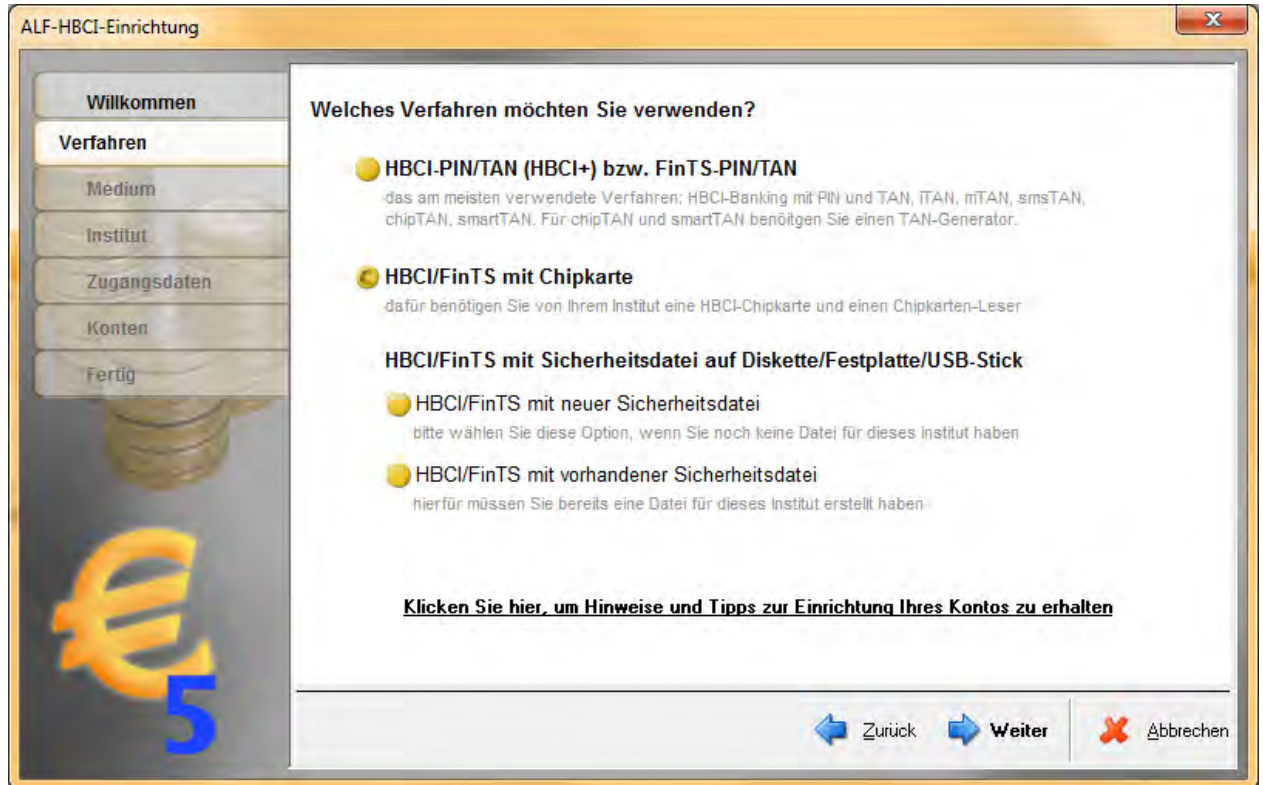 ALF-HBCI-Einrichtung
Willkommen
Verfahren
Medium
Institut
Zugangsdaten
Konten
Fertig
Welches Verfahren möchten Sie verwenden?
HBCI-PIN/TAN (HBCI+) bzw. FinTS-PIN/TAN
das am meisten verwendete Verfahren: HBCI-Banking mit PIN und TAN, iTAN, mTAN, smsTAN,
chipTAN, smartTAN. Für chipTAN und smartTAN benötgen Sie einen TAN-Generator.
HBCI/FinTS mit Chipkarte
dafür benötigen Sie von Ihrem Institut eine HBCI-Chipkarte und einen Chipkarten-Leser
HBCI/FinTS mit Sicherheitsdatei auf Diskette/Festplatte/USB-Stick
HBCI/FinTS mit neuer Sicherheitsdatei
bitte wählen Sie diese Option, wenn Sie noch keine Datei für dieses Institut haben
HBCI/FinTS mit vorhandener Sicherheitsdatei
hierfür müssen Sie bereits eine Datei für dieses Institut erstellt haben
Klicken Sie hier, um Hinweise und Tipps zur Einrichtung Ihres Kontos zu erhalten
€
5
Zurück Weiter Abbrechen